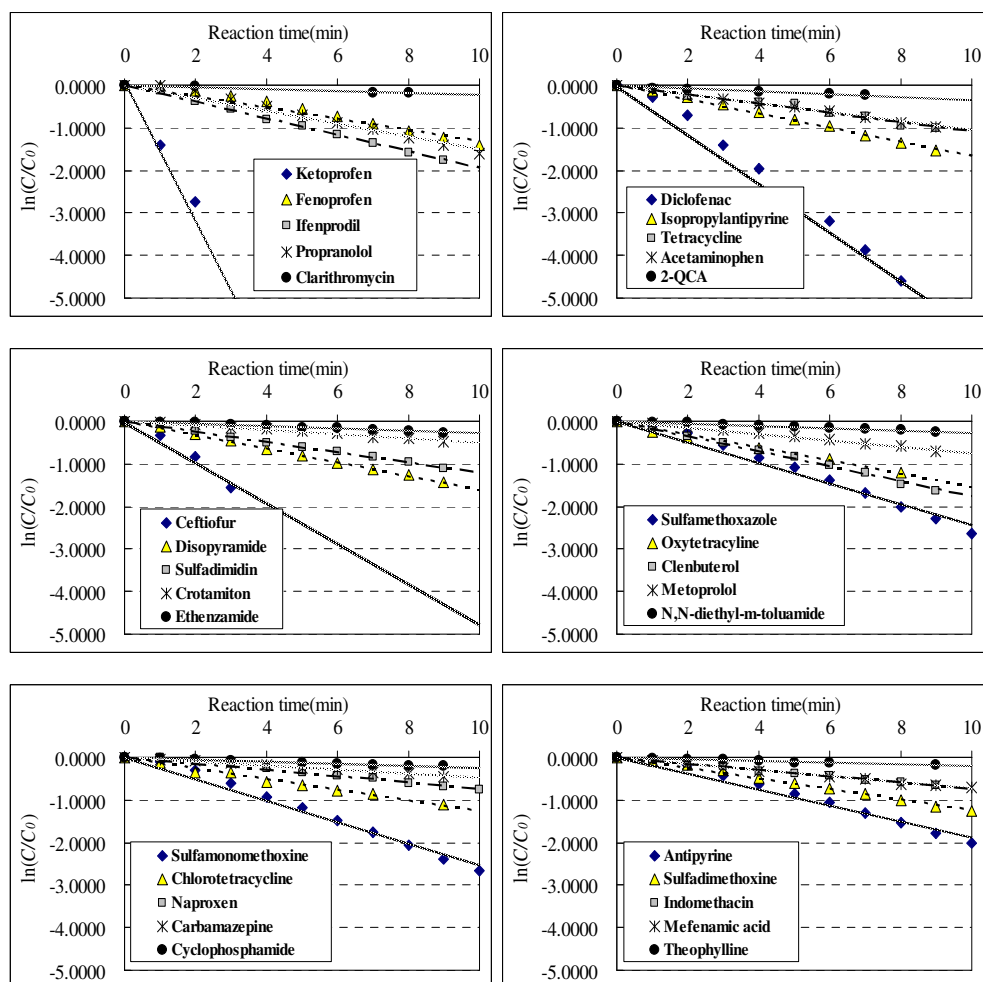 Reaction time(min)
0 2 4 6 8 10
0.0000
-1.0000
-2.0000
-3.0000
-4.0000
-5.0000
ln(C/C0)
Ketoprofen
Fenoprofen
Ifenprodil
Propranolol
Clarithromycin
Reaction time(min)
0 2 4 6 8 10
0.0000
-1.0000
-2.0000
-3.0000
-4.0000
-5.0000
ln(C/C0)
Diclofenac
Isopropylantipyrine
Tetracycline
Acetaminophen
2-QCA
Reaction time(min)
0 2 4 6 8 10
0.0000
-1.0000
-2.0000
-3.0000
-4.0000
-5.0000
ln(C/C0)
Ceftiofur
Disopyramide
Sulfadimidin
Crotamiton
Ethenzamide
Reaction time(min)
0 2 4 6 8 10
0.0000
-1.0000
-2.0000
-3.0000
-4.0000
-5.0000
ln(C/C0)
Sulfamethoxazole
Oxytetracyline
Clenbuterol
Metoprolol
N,N-diethyl-m-toluamide
Reaction time(min)
0 2 4 6 8 10
0.0000
-1.0000
-2.0000
-3.0000
-4.0000
-5.0000
ln(C/C0)
Sulfamonomethoxine
Chlorotetracycline
Naproxen
Carbamazepine
Cyclophosphamide
Reaction time(min)
0 2 4 6 8 10
0.0000
-1.0000
-2.0000
-3.0000
-4.0000
-5.0000
ln(C/C0)
Antipyrine
Sulfadimethoxine
Indomethacin
Mefenamic acid
Theophylline